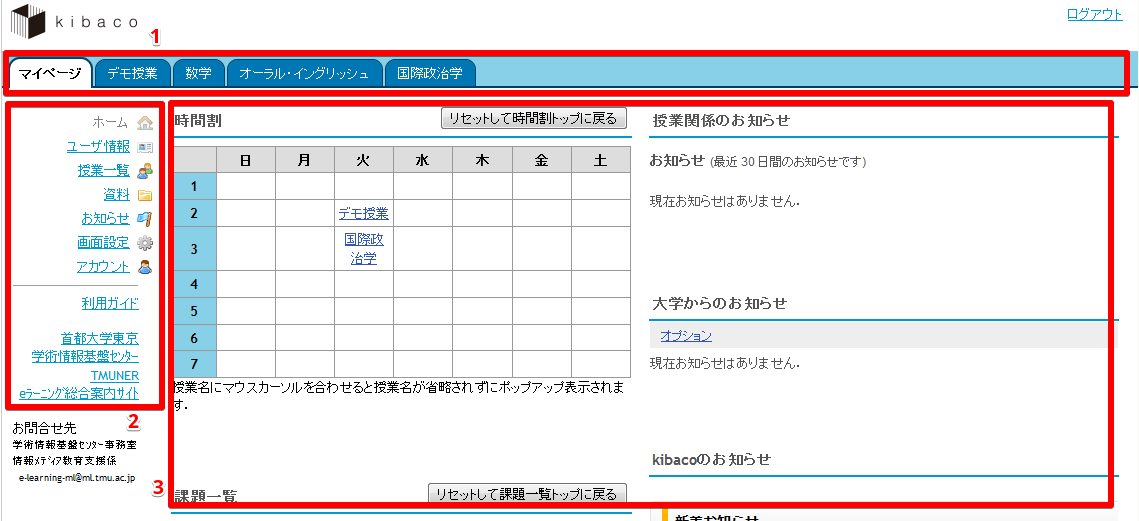 kibaco
ログアウト
1
マイページ デモ授業 数学 オーラル・イングリッシュ 国際政治学
ホーム
ユーザ情報
授業一覧
資料
お知らせ
画面設定
アカウント
利用ガイド
首都大学東京
学術情報基盤センター
TMUNER
eラーニング総合案内サイト
2
お問合せ先
学術情報基盤センター事務室
情報メディア教育支援係
e-learning-ml@ml.tmu.ac.jp
3
時間割 リセットして時間割トップに戻る
日 月 火 水 木 金 土
1
2 デモ授業
3 国際政
治学
4
5
6
7
授業名にマウスカーソルを合わせると授業名が省略されずにポップアップ表示されま
す.
課題一覧 リセットして課題一覧トップに戻る
授業関係のお知らせ
お知らせ (最近 30 日間のお知らせです)
現在お知らせはありません.
大学からのお知らせ
オプション
現在お知らせはありません.
kibacoのお知らせ
新着お知らせ